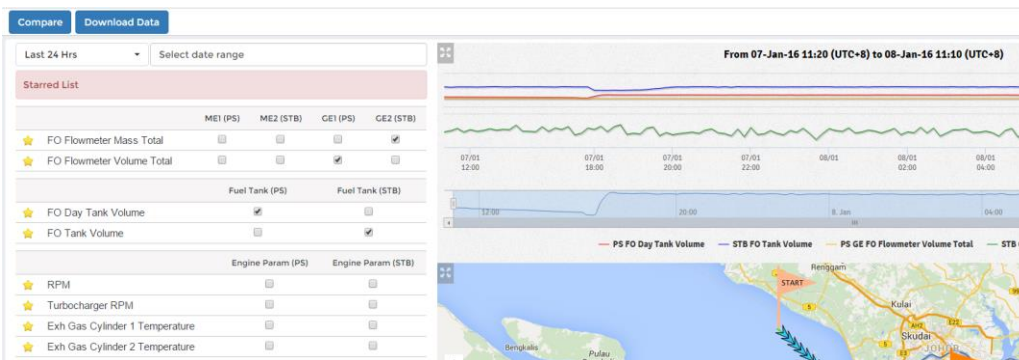 Compare Download Data
Last 24 Hrs Select date range
Starred List
ME1 (PS) ME2 (STB) GE1 (PS) GE2 (STB)
FO Flowmeter Mass Total
FO Flowmeter Volume Total
Fuel Tank (PS) Fuel Tank (STB)
FO Day Tank Volume
FO Tank Volume
Engine Param (PS) Engine Param (STB)
RPM
Turbocharger RPM
Exh Gas Cylinder 1 Temperature
Exh Gas Cylinder 2 Temperature
From 07-Jan-16 11:20 (UTC+8) to 08-Jan-16 11:10 (UTC+8)
07/01 12:00
07/01 18:00
07/01 20:00
07/01 22:00
08/01
08/01 02:00
08/01 04:00
12:00 20:00 8. Jan 04:00
PS FO Day Tank Volume STB FO Tank Volume PS GE FO Flowmeter Volume Total STB
Renggam
START
Kulai
5
AH2 E22
Skudai
JOHOR
5
E3
Bengkalis
Pulau